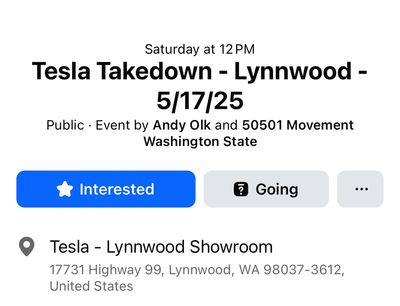 Saturday at 12 PM
Tesla Takedown - Lynnwood -
5/17/25
Public · Event by Andy Olk and 50501 Movement
Washington State
Interested
Going
Tesla - Lynnwood Showroom
17731 Highway 99, Lynnwood, WA 98037-3612,
United States